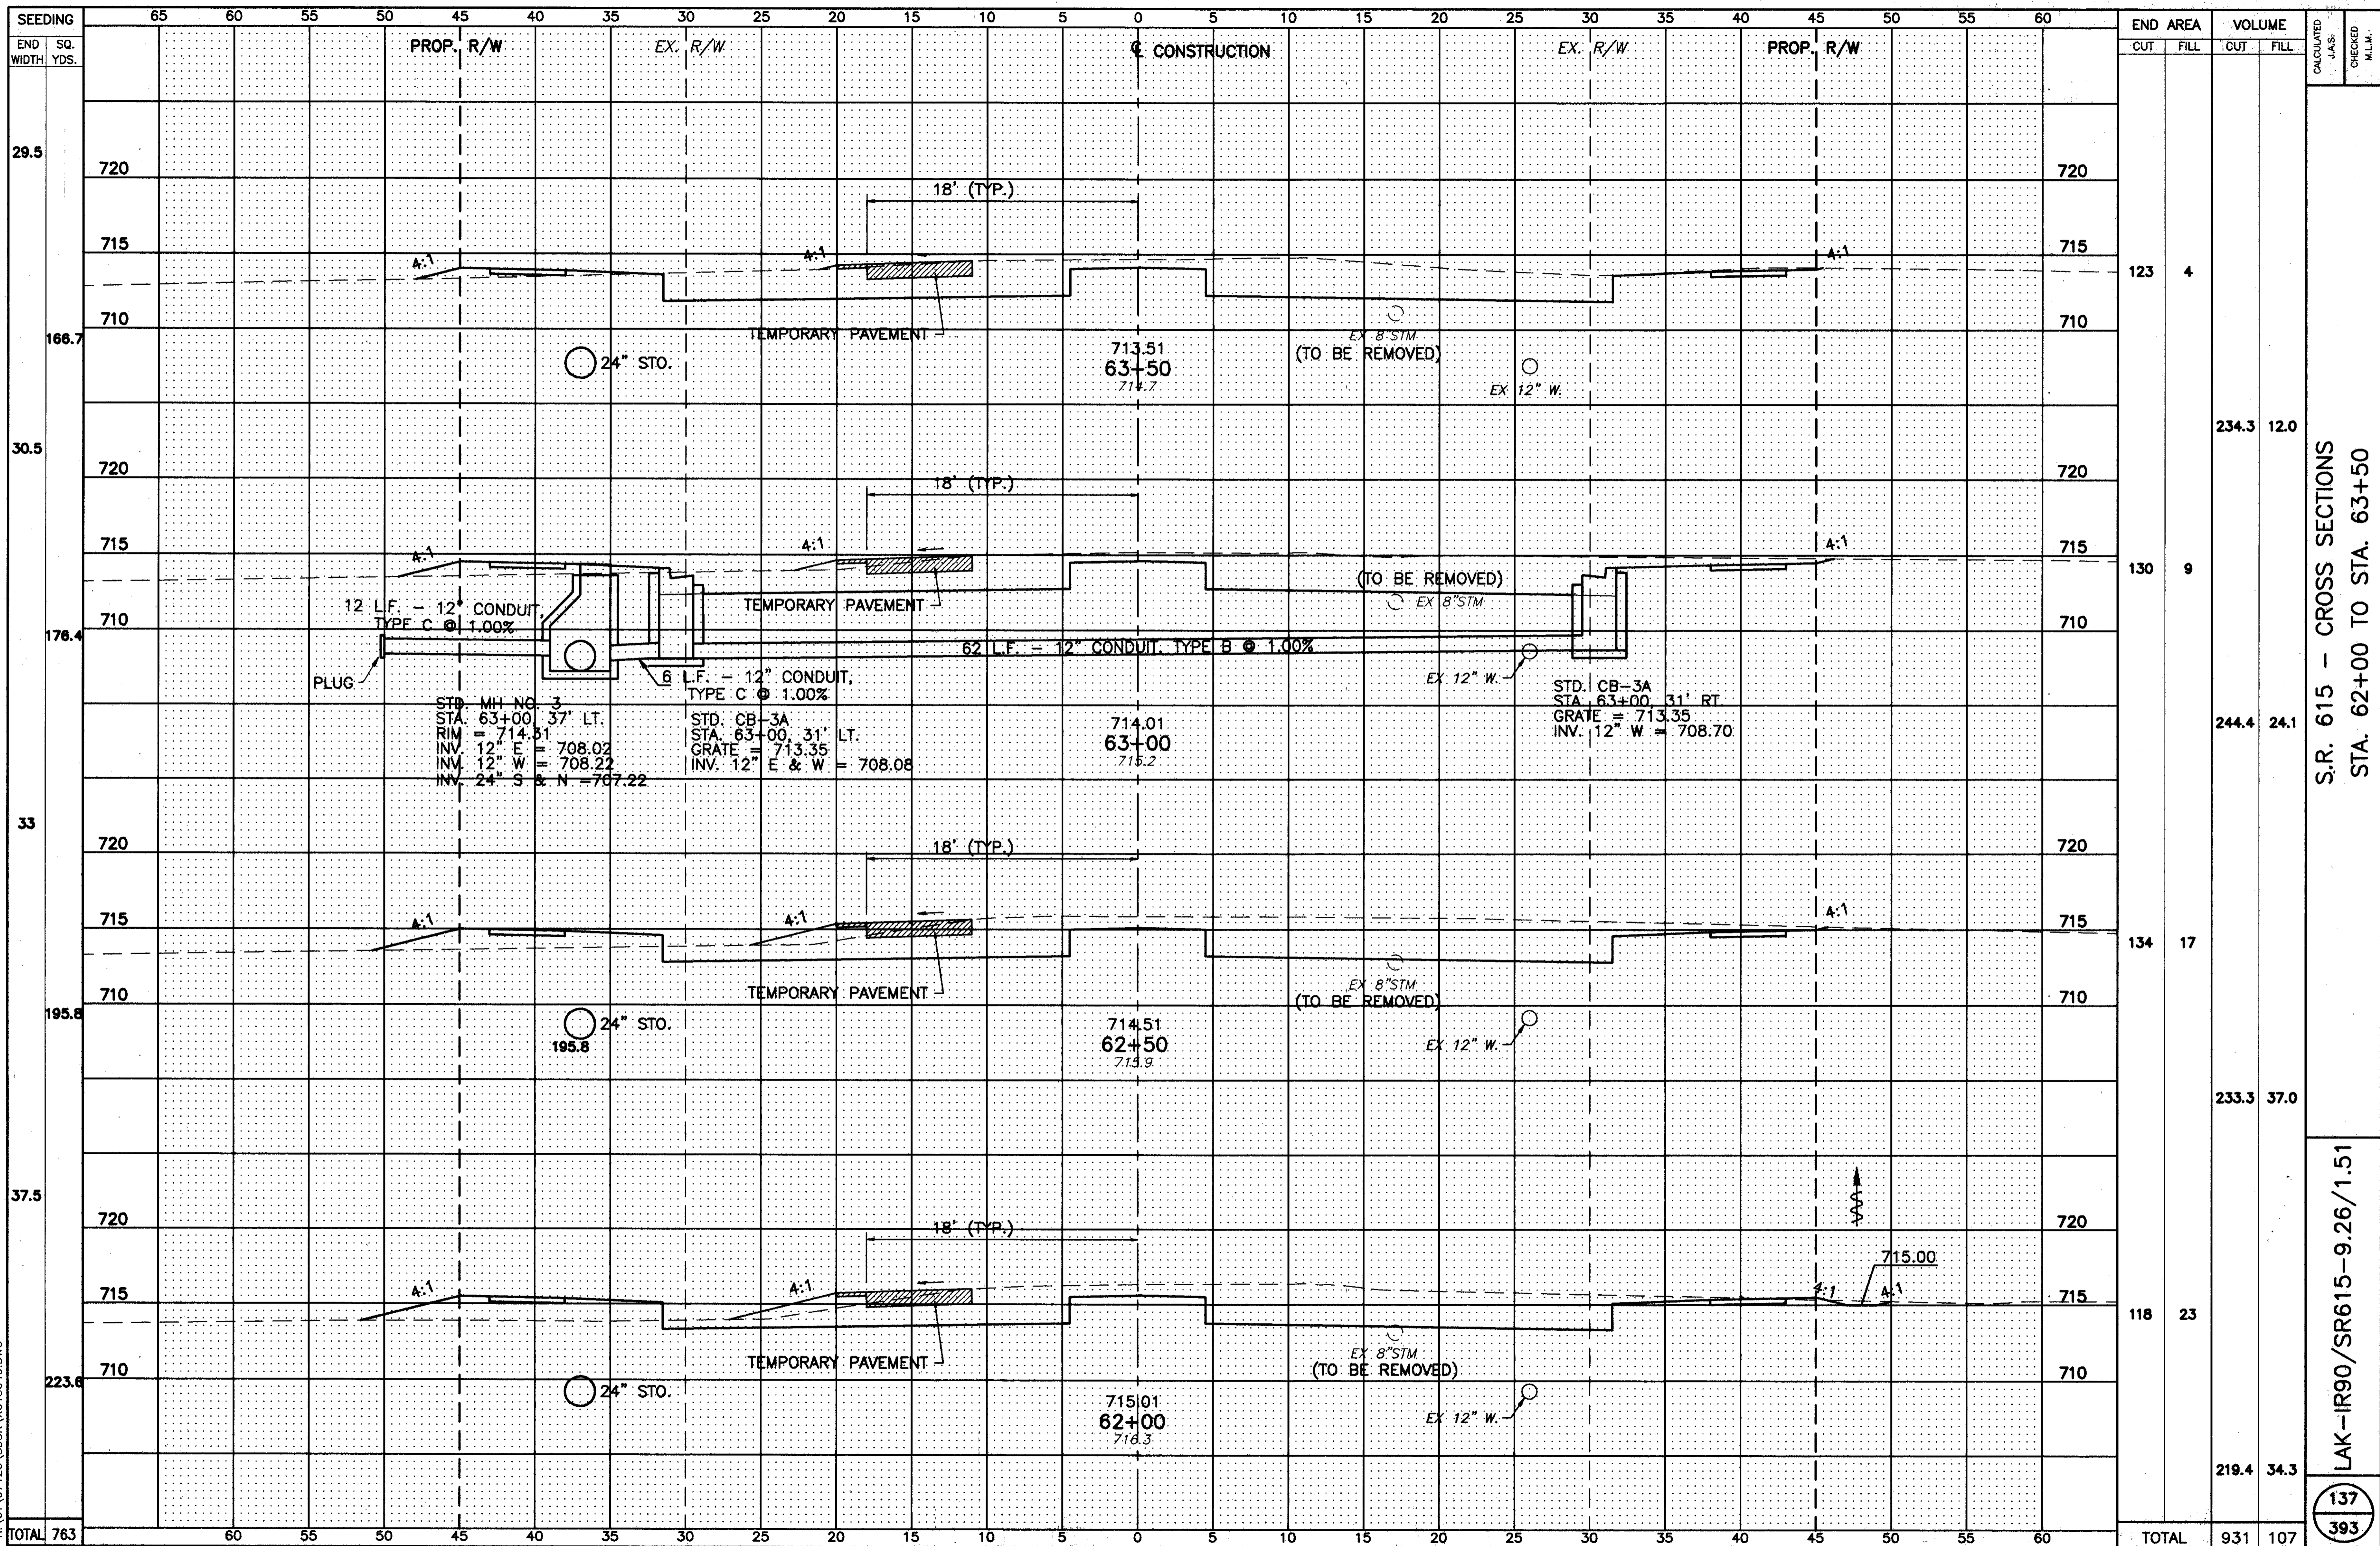 SEEDING
END WIDTH
SQ. YDS.
65 60 55 50 45 40 35 30 25 20 15 10 5 0 5 10 15 20 25 30 35 40 45 50 55 60
END AREA
VOLUME
CUT FILL CUT FILL
CALCULATED
J.A.S.
CHECKED
M.L.M.
PROP. R/W
EX. R/W
℄ CONSTRUCTION
EX. R/W
PROP. R/W
29.5
720
720
18' (TYP.)
715
715
4:1
4:1
4:1
123 4
710
710
TEMPORARY PAVEMENT
166.7
24" STO.
713.51
63+50
714.7
EX 8"STM
(TO BE REMOVED)
EX 12" W.
234.3 12.0
30.5
720
720
18' (TYP.)
715
715
4:1
4:1
4:1
130 9
(TO BE REMOVED)
EX 8"STM
TEMPORARY PAVEMENT
12 L.F. – 12" CONDUIT,
TYPE C @ 1.00%
710
710
176.4
62 L.F. – 12" CONDUIT, TYPE B @ 1.00%
PLUG
6 L.F. – 12" CONDUIT,
TYPE C @ 1.00%
EX 12" W.
STD. MH NO. 3
STA. 63+00, 37' LT.
RIM = 714.31
INV. 12" E = 708.02
INV. 12" W = 708.22
INV. 24" S & N =707.22
STD. CB–3A
STA. 63+00, 31' LT.
GRATE = 713.35
INV. 12" E & W = 708.08
714.01
63+00
715.2
STD. CB–3A
STA. 63+00, 31' RT.
GRATE = 713.35
INV. 12" W = 708.70
244.4 24.1
33
720
720
18' (TYP.)
715
715
4:1
4:1
4:1
134 17
710
710
TEMPORARY PAVEMENT
195.8
24" STO.
195.8
714.51
62+50
715.9
EX 8"STM
(TO BE REMOVED)
EX 12" W.
233.3 37.0
37.5
720
720
18' (TYP.)
715.00
715
715
4:1
4:1
4:1
4:1
118 23
710
710
TEMPORARY PAVEMENT
223.6
24" STO.
715.01
62+00
716.3
EX 8"STM
(TO BE REMOVED)
EX 12" W.
219.4 34.3
TOTAL 763
60 55 50 45 40 35 30 25 20 15 10 5 0 5 10 15 20 25 30 35 40 45 50 55 60
TOTAL 931 107
S.R. 615 – CROSS SECTIONS
STA. 62+00 TO STA. 63+50
LAK–IR90/SR615–9.26/1.51
137
393